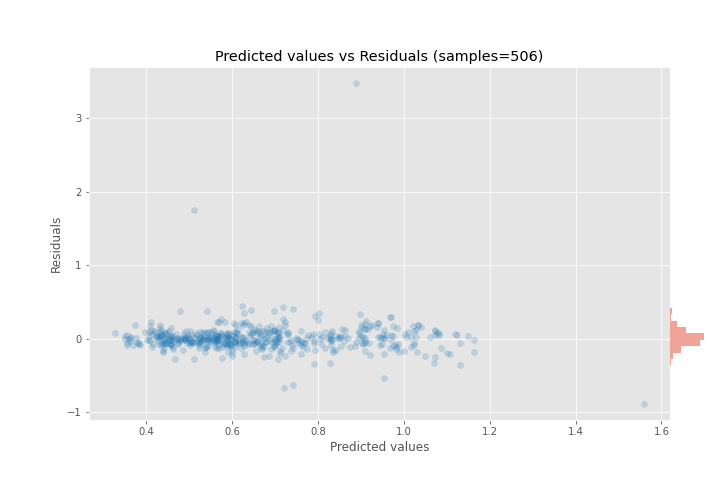 Predicted values vs Residuals (samples=506)
3
2
1
0
−1
Residuals
0.4 0.6 0.8 1.0 1.2 1.4 1.6
Predicted values